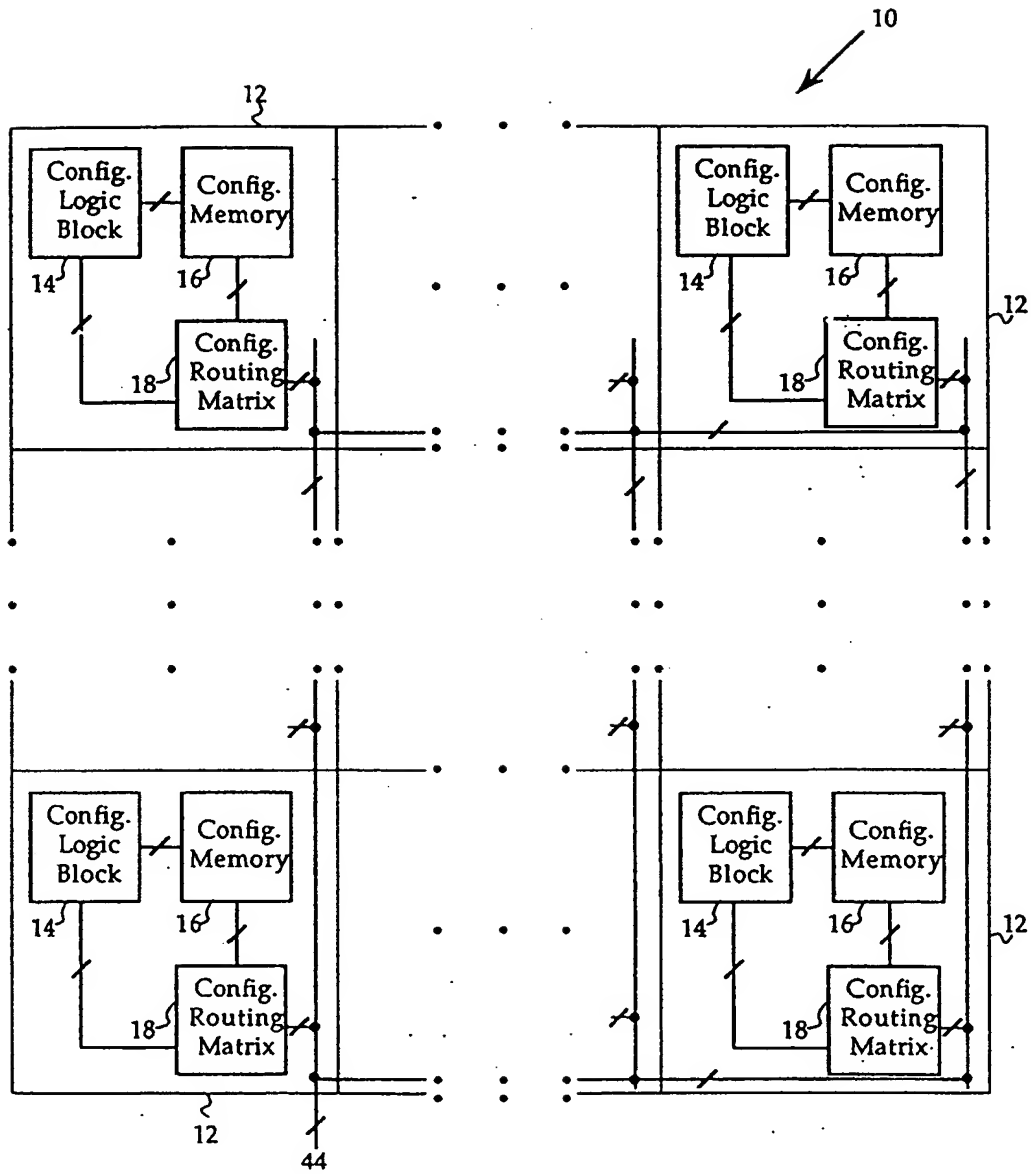 10
12
Config.
Logic
Block
Config.
Memory
14
16
18
Config.
Routing
Matrix
Config.
Logic
Block
Config.
Memory
14
16
12
18
Config.
Routing
Matrix
Config.
Logic
Block
Config.
Memory
14
16
18
Config.
Routing
Matrix
12
44
Config.
Logic
Block
Config.
Memory
14
16
12
18
Config.
Routing
Matrix